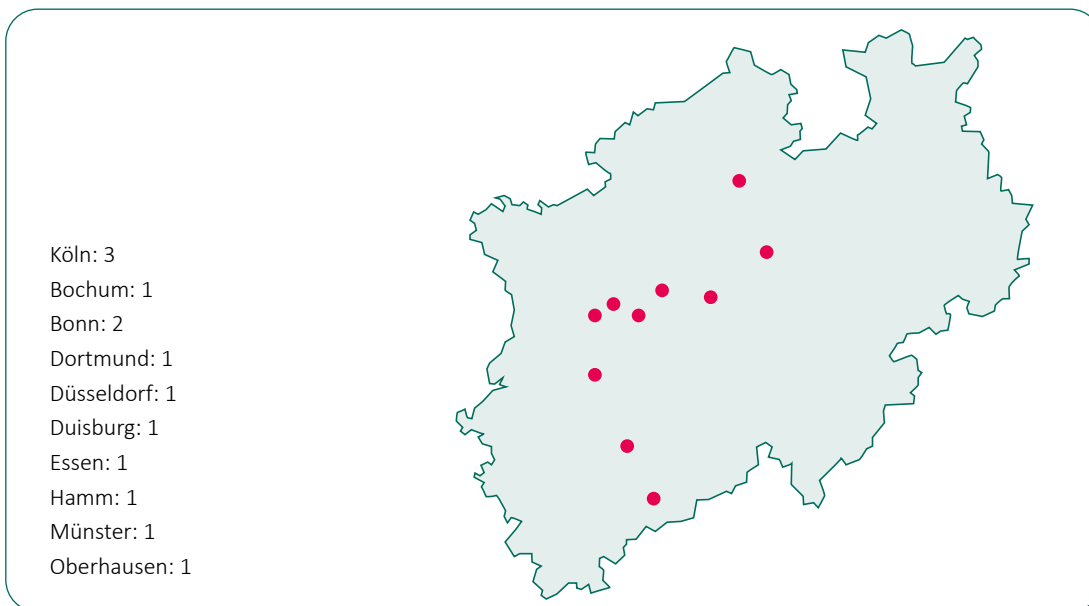 Köln: 3
Bochum: 1
Bonn: 2
Dortmund: 1
Düsseldorf: 1
Duisburg: 1
Essen: 1
Hamm: 1
Münster: 1
Oberhausen: 1